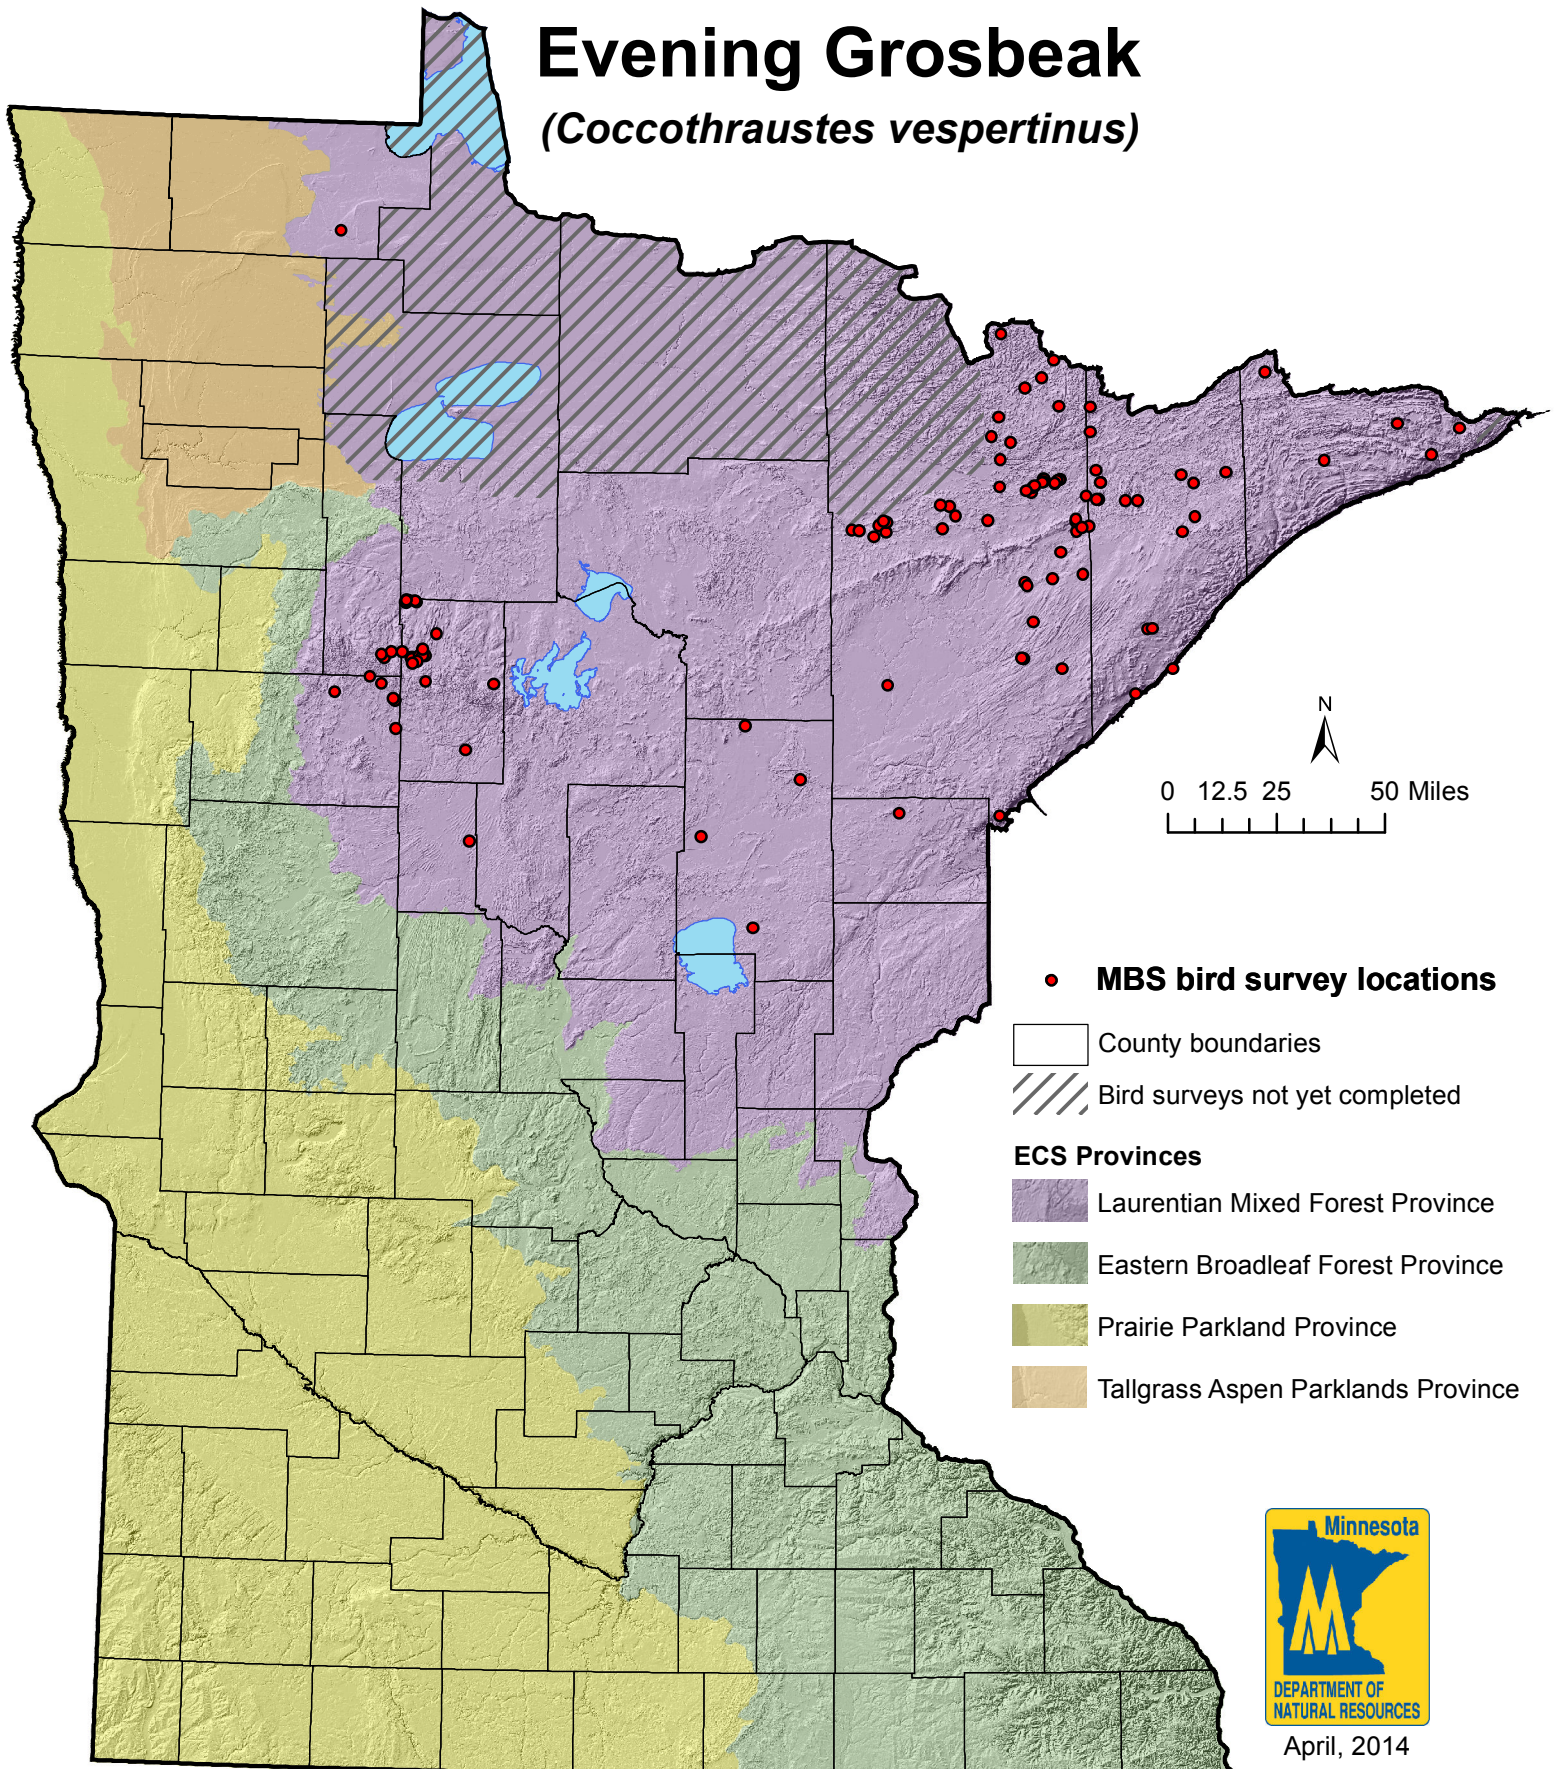 Evening Grosbeak
(Coccothraustes vespertinus)
N
0 12.5 25 50 Miles
MBS bird survey locations
County boundaries
Bird surveys not yet completed
ECS Provinces
Laurentian Mixed Forest Province
Eastern Broadleaf Forest Province
Prairie Parkland Province
Tallgrass Aspen Parklands Province
Minnesota
DEPARTMENT OF
NATURAL RESOURCES
April, 2014